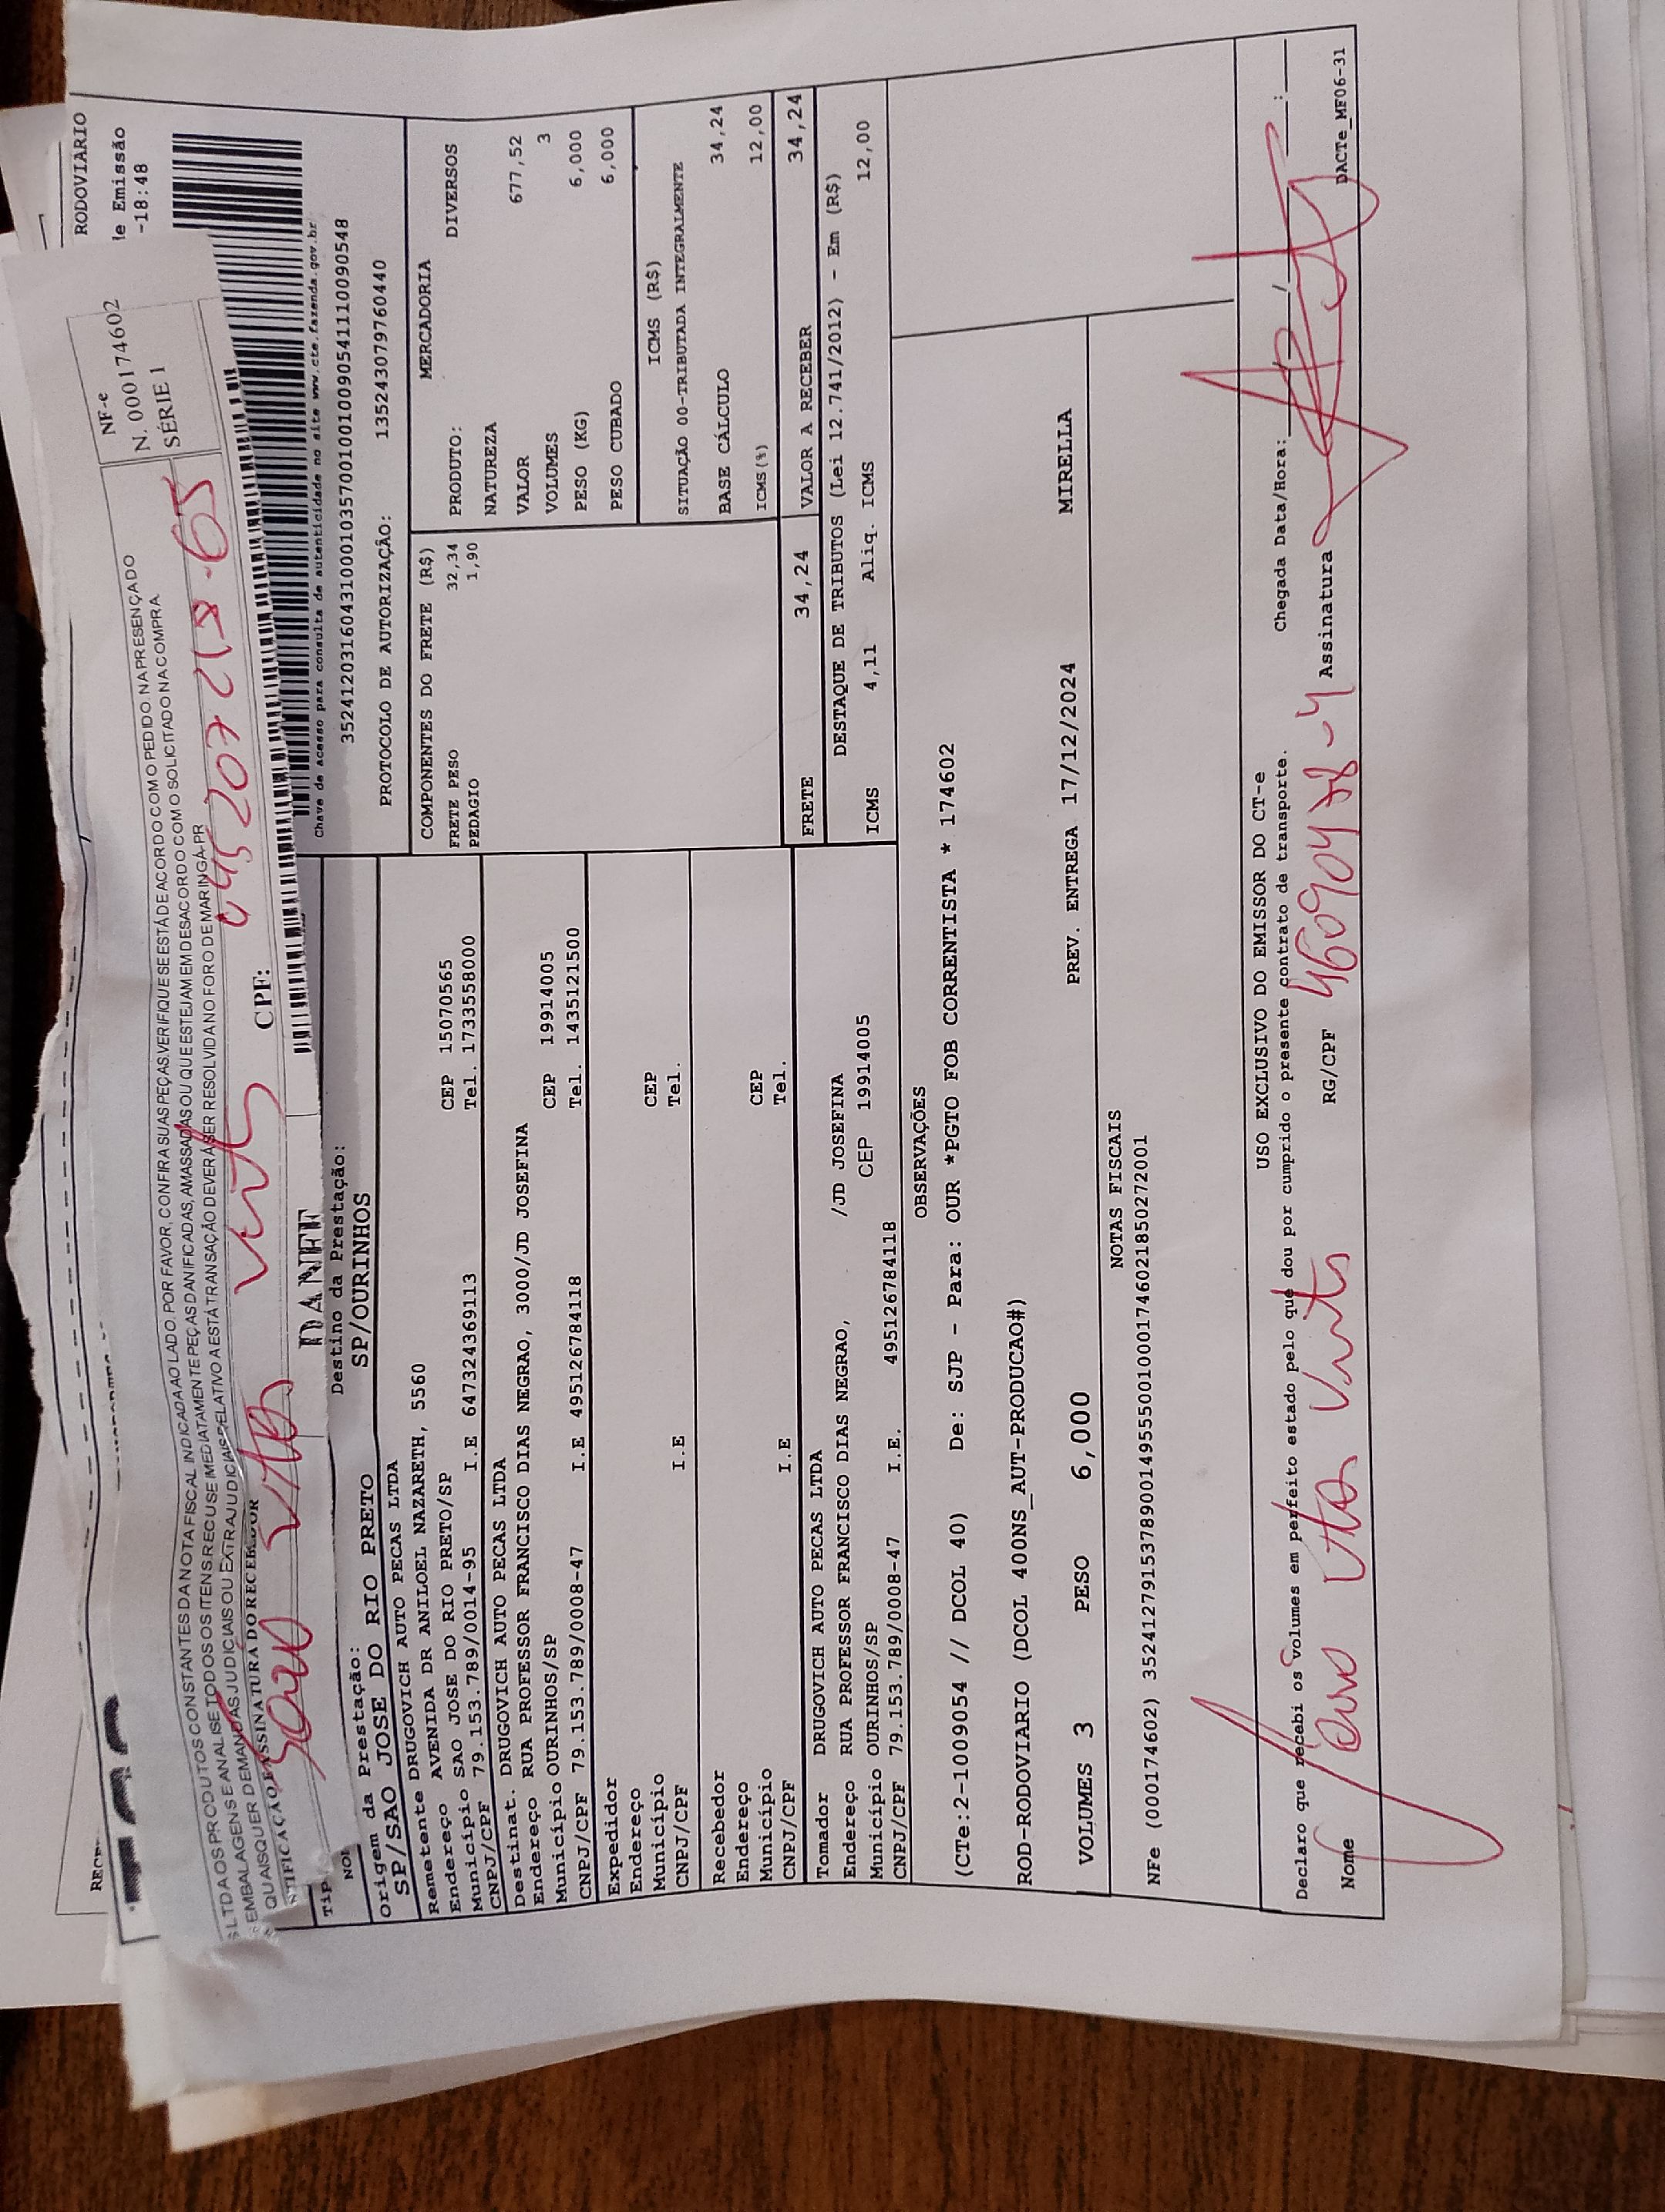 RODOVIÁRIO
le Emissão
-18:48
NF-e
N. 000174602
SÉRIE 1
DA AOS PRODUTOS CONSTANTES DA NOTA FISCAL INDICADA AO LADO. POR FAVOR, CONFIRA SUAS PEÇAS.VERIFIQUE SE ESTÁ DE ACORDO COM O PEDIDO. NA PRESENÇA DO
EMBALAGENS E ANALISE TODOS OS ITENS.RECUSE IMEDIATAMENTE PEÇAS DANIFICADAS, AMASSADAS OU QUE ESTEJAM EM DESACORDO COM O SOLICITADO NA COMPRA.
QUAISQUER DEMANDAS JUDICIAIS OU EXTRAJUDICIAIS RELATIVO A ESTÁ TRANSAÇÃO DEVERÁ SER RESOLVIDA NO FORO DE MARINGÁ-PR
ASSINATURA DO RECEBEDOR
CPF: 45207218-65
DANFE
Chave de acesso para consulta de autenticidade no site www.cte.fazenda.gov.br
35241203160431000103570010010090541110090548
PROTOCOLO DE AUTORIZAÇÃO: 135243079760440
Origem da Prestação: Destino da Prestação:
SP/SAO JOSE DO RIO PRETO SP/OURINHOS
Remetente DRUGOVICH AUTO PECAS LTDA
Endereço AVENIDA DR ANILOEL NAZARETH, 5560 CEP 15070565
Município SAO JOSE DO RIO PRETO/SP Tel. 1733558000
CNPJ/CPF 79.153.789/0014-95 I.E 647324369113
Destinat. DRUGOVICH AUTO PECAS LTDA
Endereço RUA PROFESSOR FRANCISCO DIAS NEGRAO, 3000/JD JOSEFINA
Município OURINHOS/SP CEP 19914005
CNPJ/CPF 79.153.789/0008-47 I.E 495126784118 Tel. 1435121500
Expedidor
Endereço
Município CEP
CNPJ/CPF I.E Tel.
Recebedor
Endereço
Município CEP
CNPJ/CPF I.E Tel.
Tomador DRUGOVICH AUTO PECAS LTDA
Endereço RUA PROFESSOR FRANCISCO DIAS NEGRAO, /JD JOSEFINA
Município OURINHOS/SP CEP 19914005
CNPJ/CPF 79.153.789/0008-47 I.E. 495126784118
COMPONENTES DO FRETE (R$)
FRETE PESO 32,34
PEDAGIO 1,90
MERCADORIA
PRODUTO: DIVERSOS
NATUREZA
VALOR 677,52
VOLUMES 3
PESO (KG) 6,000
PESO CUBADO 6,000
ICMS (R$)
SITUAÇÃO 00-TRIBUTADA INTEGRALMENTE
BASE CÁLCULO 34,24
ICMS(%) 12,00
FRETE 34,24 VALOR A RECEBER 34,24
DESTAQUE DE TRIBUTOS (Lei 12.741/2012) - Em (R$)
ICMS 4,11 Aliq. ICMS 12,00
OBSERVAÇÕES
(CTe:2-1009054 // DCOL 40) De: SJP - Para: OUR *PGTO FOB CORRENTISTA * 174602
ROD-RODOVIARIO (DCOL 400NS_AUT-PRODUCAO#)
PREV. ENTREGA 17/12/2024 MIRELLA
VOLUMES 3 PESO 6,000
NOTAS FISCAIS
NFe (000174602) 35241279153789001495550010001746021850272001
USO EXCLUSIVO DO EMISSOR DO CT-e
Declaro que recebi os volumes em perfeito estado pelo que dou por cumprido o presente contrato de transporte. Chegada Data/Hora: / / :
Nome RG/CPF 460904 78-4 Assinatura
DACTe_MF06-31